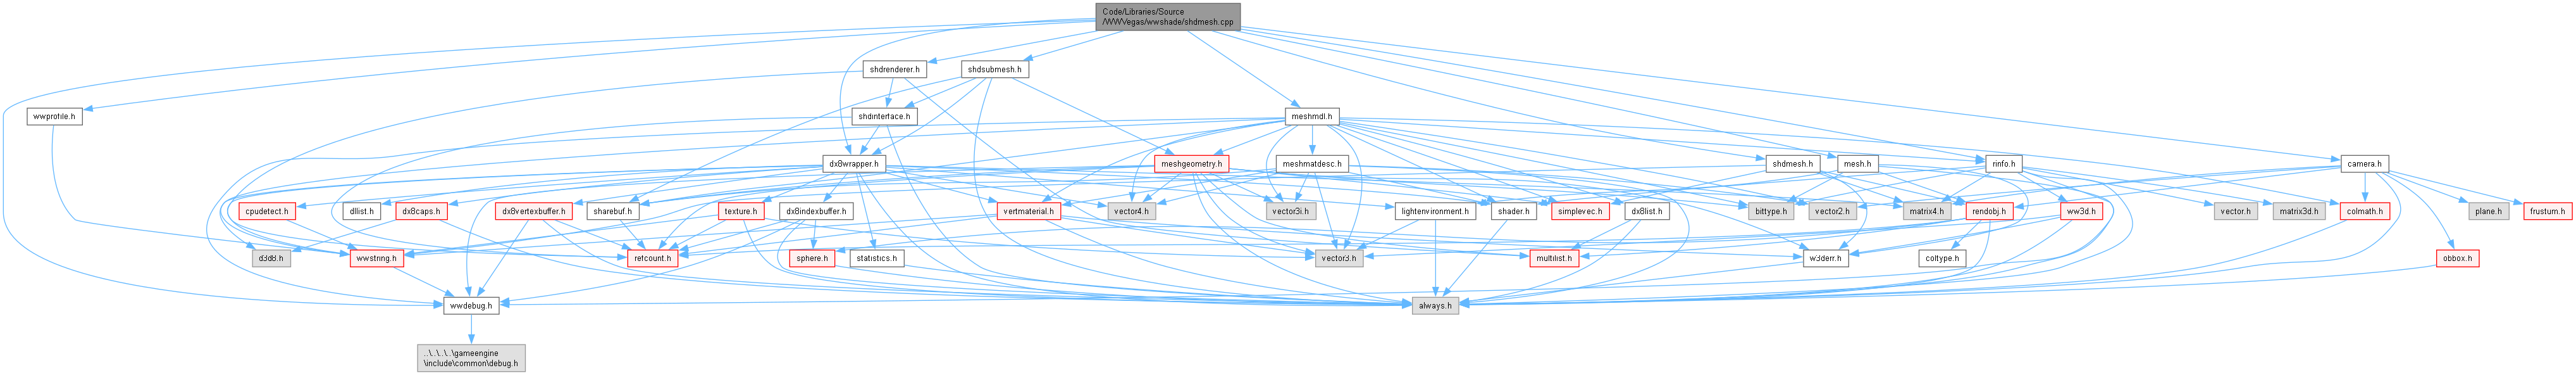 Code/Libraries/Source
/WWVegas/wwshade/shdmesh.cpp
shdrenderer.h
shdsubmesh.h
wwprofile.h
shdinterface.h
meshmdl.h
dx8wrapper.h
meshgeometry.h
meshmatdesc.h
shdmesh.h
mesh.h
rinfo.h
camera.h
cpudetect.h
dllist.h
dx8caps.h
dx8vertexbuffer.h
sharebuf.h
texture.h
dx8indexbuffer.h
vertmaterial.h
vector4.h
vector3i.h
lightenvironment.h
shader.h
simplevec.h
dx8list.h
bittype.h
vector2.h
matrix4.h
rendobj.h
ww3d.h
vector.h
matrix3d.h
colmath.h
plane.h
frustum.h
d3d8.h
wwstring.h
refcount.h
sphere.h
statistics.h
vector3.h
multilist.h
w3derr.h
coltype.h
obbox.h
wwdebug.h
always.h
..\..\..\..\gameengine
\include\common\debug.h